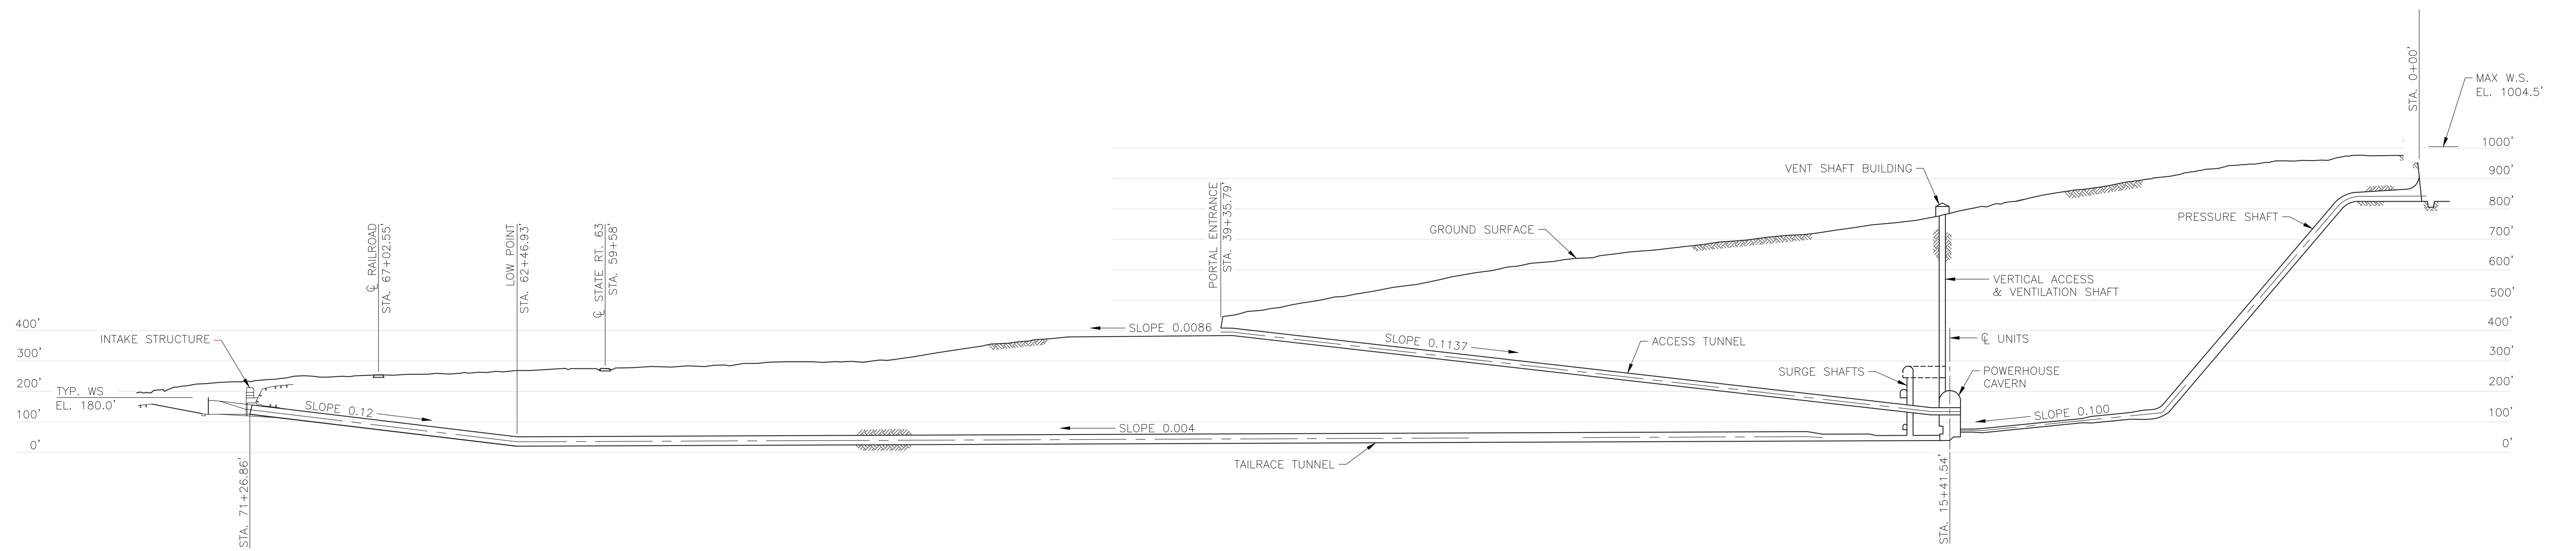 STA. 0+00'
MAX W.S.
EL. 1004.5'
1000'
900'
800'
700'
600'
500'
400'
300'
200'
100'
0'
VENT SHAFT BUILDING
PRESSURE SHAFT
GROUND SURFACE
VERTICAL ACCESS
& VENTILATION SHAFT
℄ UNITS
POWERHOUSE
CAVERN
SURGE SHAFTS
SLOPE 0.100
STA. 15+41.54'
ACCESS TUNNEL
SLOPE 0.1137
PORTAL ENTRANCE
STA. 39+35.79'
SLOPE 0.0086
SLOPE 0.004
TAILRACE TUNNEL
℄ STATE RT. 63
STA. 59+58'
LOW POINT
STA. 62+46.93'
℄ RAILROAD
STA. 67+02.55'
400'
300'
200'
100'
0'
INTAKE STRUCTURE
TYP. WS
EL. 180.0'
SLOPE 0.12
STA. 71+26.86'